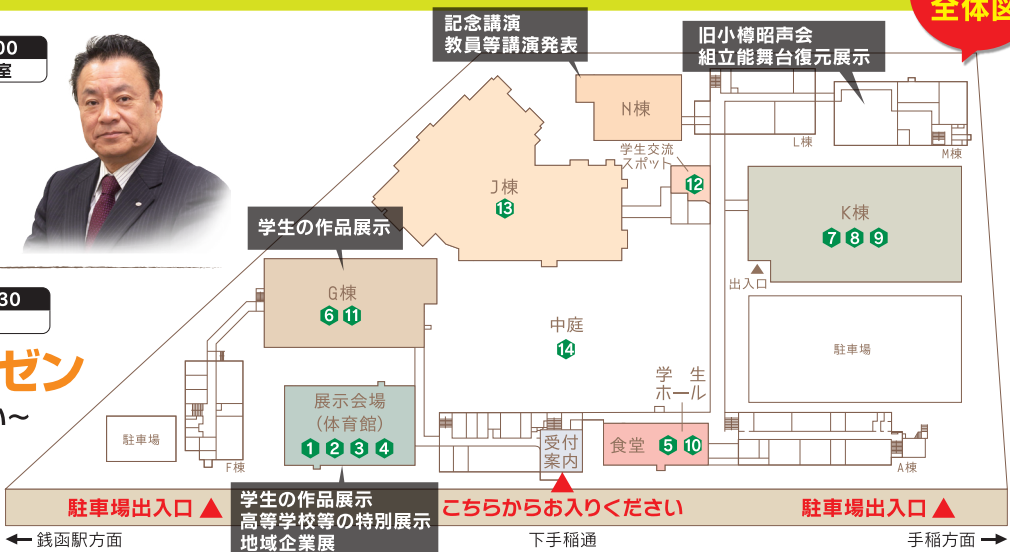 全体図
00
室
記念講演
教員等講演発表
旧小樽昭声会
組立能舞台復元展示
N棟
L棟
M棟
学生交流
スポット
12
J棟
13
K棟
7 8 9
出入口
学生の作品展示
G棟
6 11
30
ゼン
い〜
中庭
14
駐車場
学生
ホール
展示会場
(体育館)
1 2 3 4
駐車場
F棟
受付
案内
食堂 5 10
A棟
学生の作品展示
高等学校等の特別展示
地域企業展
駐車場出入口
こちらからお入りください
駐車場出入口
銭函駅方面
下手稲通
手稲方面